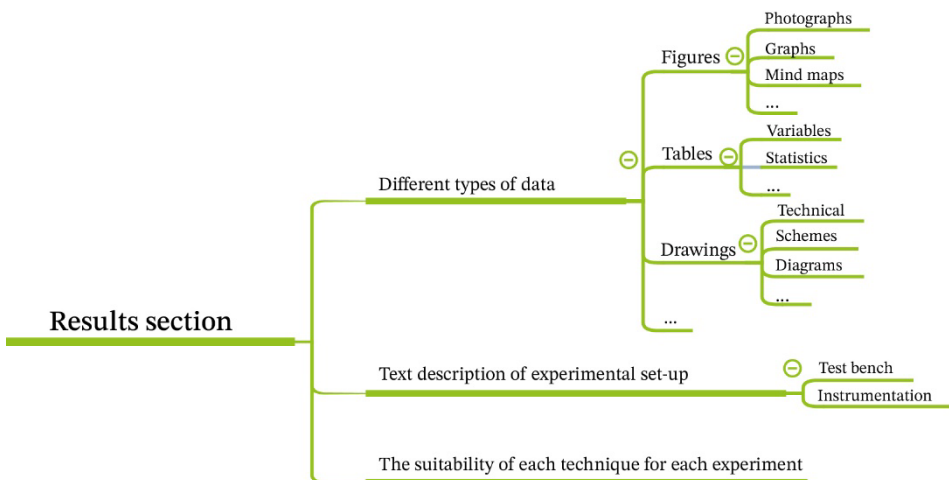 Results section
Different types of data
Figures
Photographs
Graphs
Mind maps
...
Tables
Variables
Statistics
...
Drawings
Technical
Schemes
Diagrams
...
...
Text description of experimental set-up
Test bench
Instrumentation
The suitability of each technique for each experiment